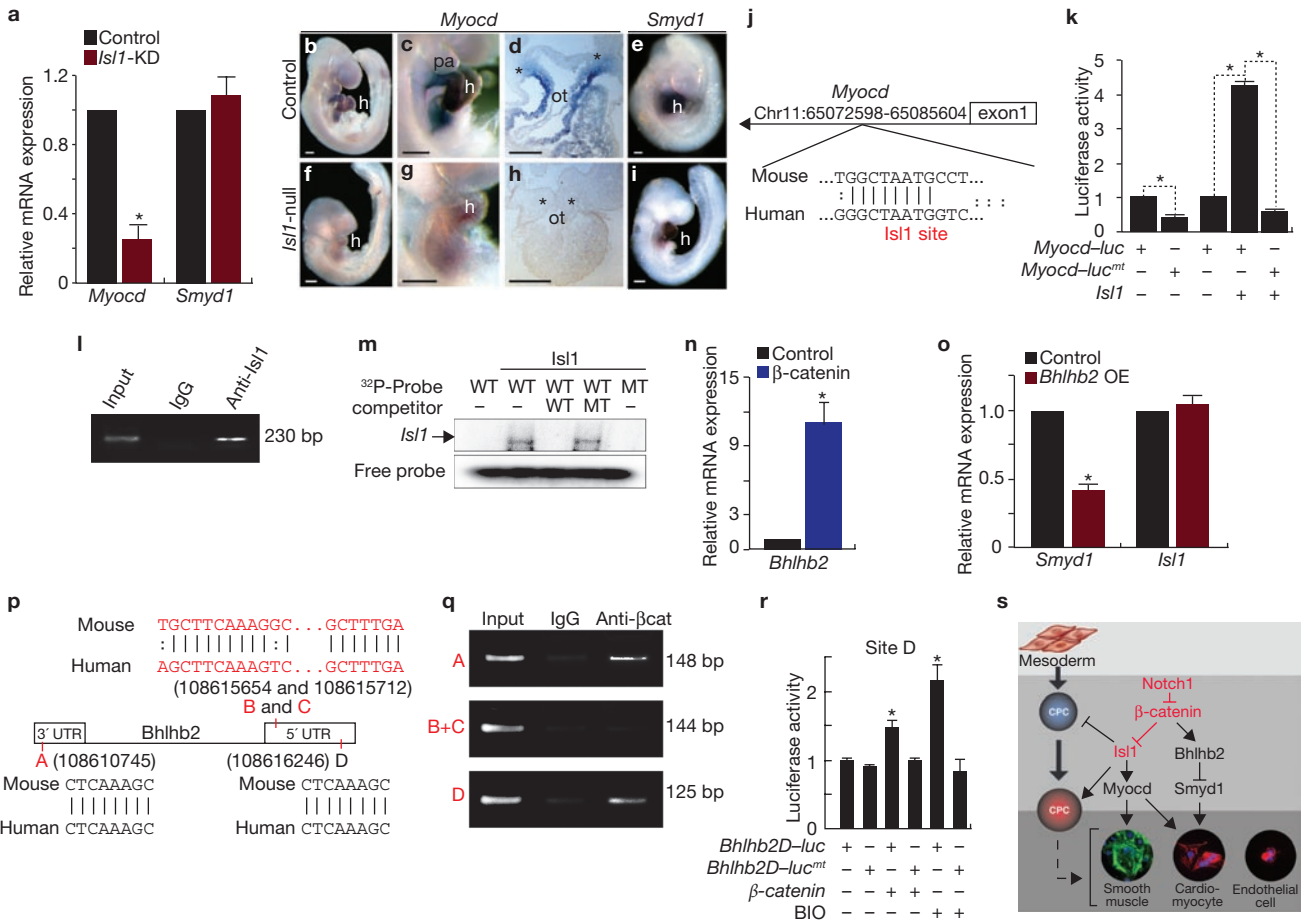 a
Control
Isl1-KD
Relative mRNA expression
1.2
0.8
0.4
0
*
Myocd Smyd1
Myocd Smyd1
Control
Isl1-null
b
h
c
pa
h
d
* *
ot
e
h
f
h
g
h
h
* *
ot
i
h
j
Myocd
Chr11:65072598-65085604 exon1
Mouse ...TGGCTAATGCCT...
Human ...GGGCTAATGGTC...
Isl1 site
k
Luciferase activity
5
4
3
2
1
0
* * * *
Myocd–luc + – + + –
Myocd–luc^mt – + – – +
Isl1 – – – + +
l
Input IgG Anti-Isl1
230 bp
m
Isl1
32P-Probe WT WT WT WT MT
competitor – – WT MT –
Isl1
Free probe
n
Control
β-catenin
Relative mRNA expression
15
9
6
3
0
*
Bhlhb2
o
Control
Bhlhb2 OE
Relative mRNA expression
1.0
0.5
0
*
Smyd1 Isl1
p
Mouse TGCTTCAAAGGC...GCTTTGA
Human AGCTTCAAAGTC...GCTTTGA
(108615654 and 108615712)
B and C
3´ UTR Bhlhb2 5´ UTR
A (108610745) (108616246) D
Mouse CTCAAAGC CTCAAAGC
Human CTCAAAGC CTCAAAGC
q
Input IgG Anti-βcat
A 148 bp
B+C 144 bp
D 125 bp
r
Site D
Luciferase activity
2
1
0
* *
Bhlhb2D–luc + – + – + –
Bhlhb2D–luc^mt – + – + – +
β-catenin – – + + – –
BIO – – – – + +
s
Mesoderm
CPC
Notch1
β-catenin
Isl1
Bhlhb2
CPC
Myocd
Smyd1
Smooth muscle
Cardio-myocyte
Endothelial cell